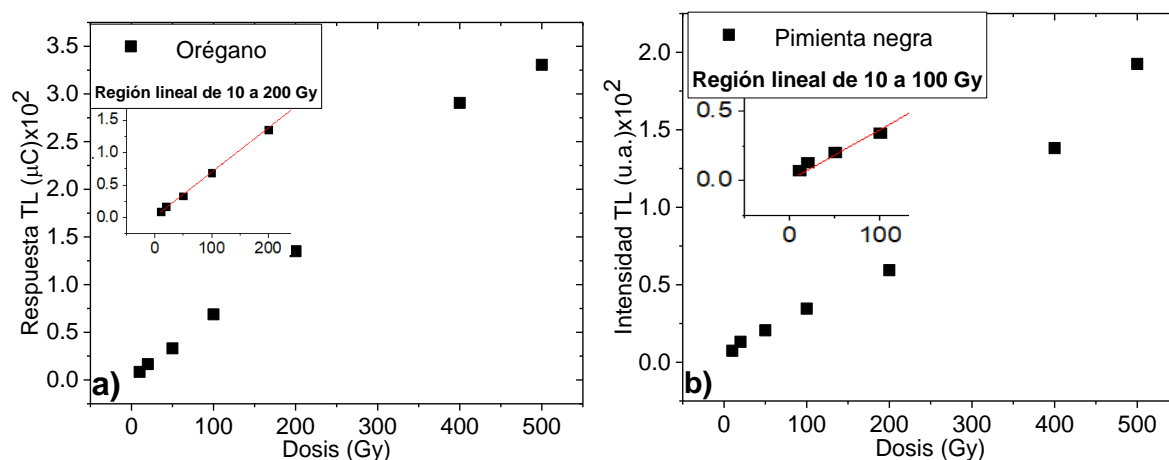 Orégano
Región lineal de 10 a 200 Gy
3.5
3.0
2.5
2.0
1.5
1.0
0.5
0.0
Respuesta TL (µC)x10²
1.5
1.0
0.5
0.0
0 100 200
a)
0 100 200 300 400 500
Dosis (Gy)
Pimienta negra
Región lineal de 10 a 100 Gy
2.0
1.5
1.0
0.5
0.0
Intensidad TL (u.a.)x10²
0.5
0.0
0 100
b)
0 100 200 300 400 500
Dosis (Gy)